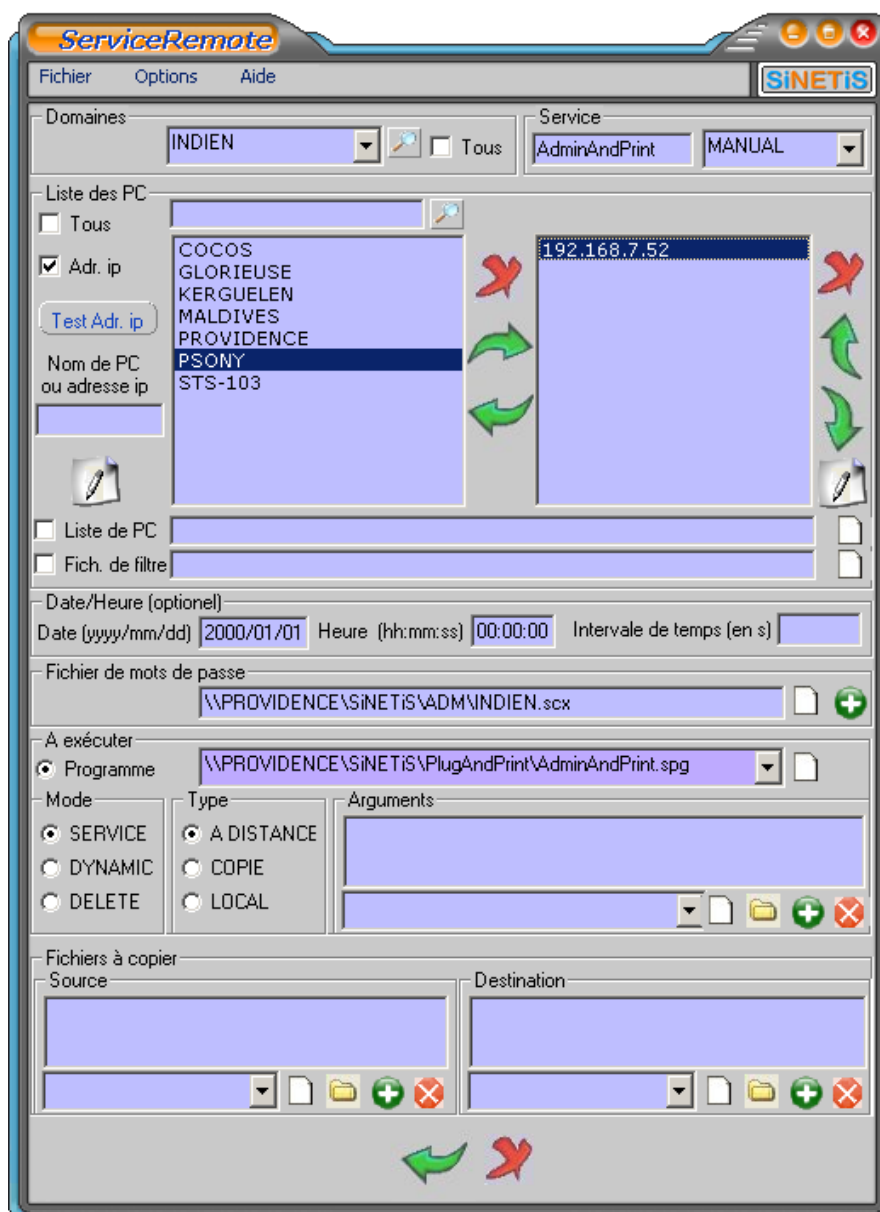 ServiceRemote
Fichier Options Aide
SiNETiS
Domaines
INDIEN
Tous
Service
AdminAndPrint
MANUAL
Liste des PC
Tous
Adr. ip
Test Adr. ip
Nom de PC
ou adresse ip
COCOS
GLORIEUSE
KERGUELEN
MALDIVES
PROVIDENCE
PSONY
STS-103
192.168.7.52
Liste de PC
Fich. de filtre
Date/Heure (optionel)
Date (yyyy/mm/dd) 2000/01/01 Heure (hh:mm:ss) 00:00:00 Intervale de temps (en s)
Fichier de mots de passe
\\PROVIDENCE\SiNETiS\ADM\INDIEN.scx
A exécuter
Programme \\PROVIDENCE\SiNETiS\PlugAndPrint\AdminAndPrint.spg
Mode
SERVICE
DYNAMIC
DELETE
Type
A DISTANCE
COPIE
LOCAL
Arguments
Fichiers à copier
Source
Destination